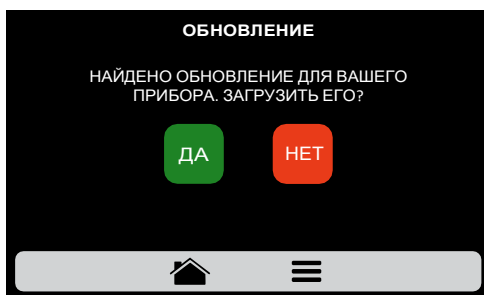 ОБНОВЛЕНИЕ
НАЙДЕНО ОБНОВЛЕНИЕ ДЛЯ ВАШЕГО
ПРИБОРА. ЗАГРУЗИТЬ ЕГО?
ДА
НЕТ